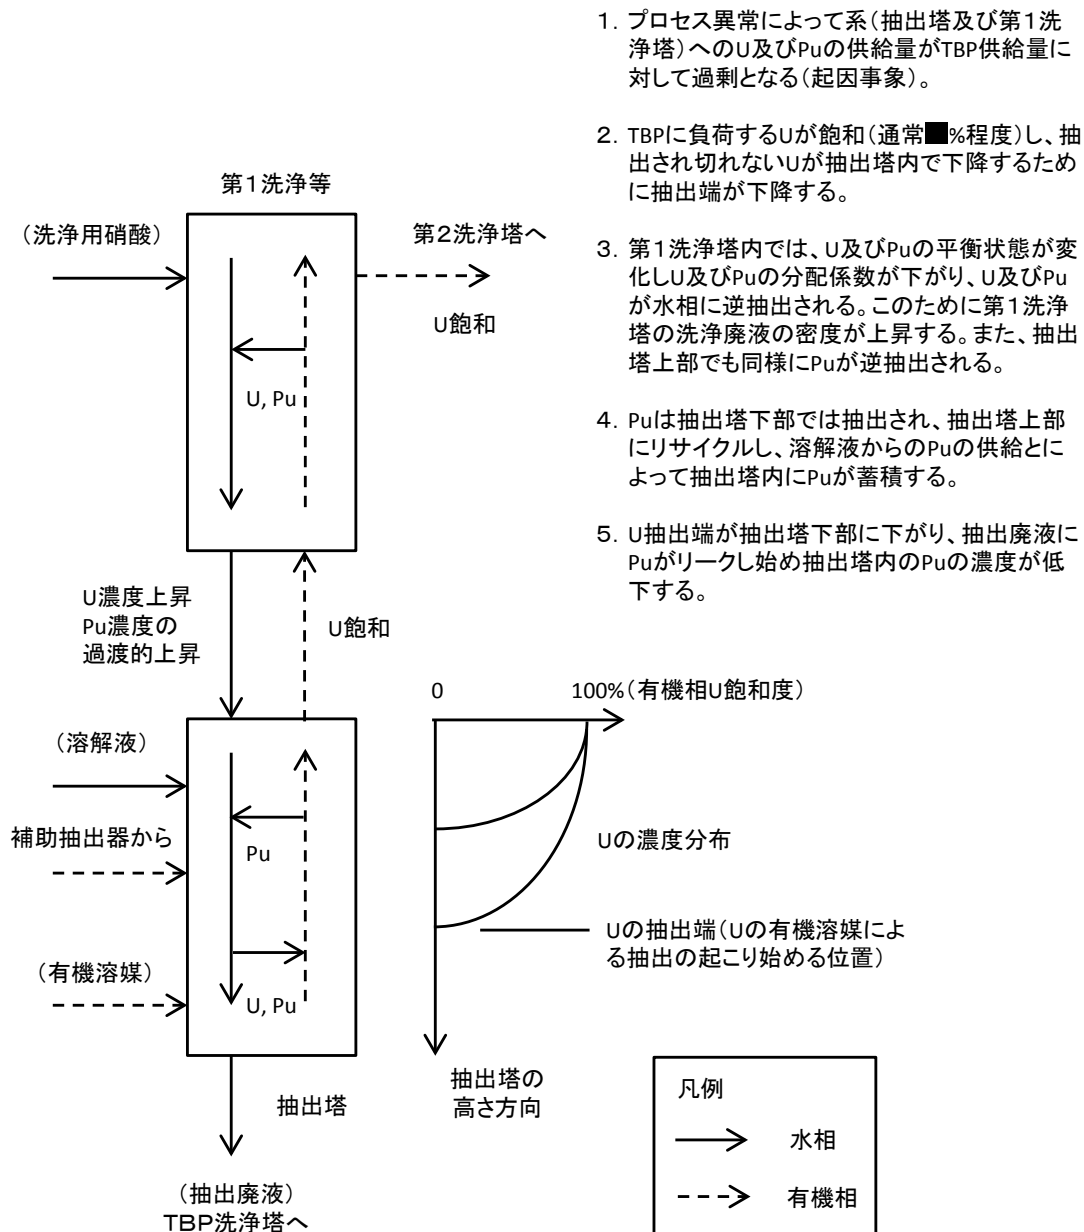 1. プロセス異常によって系（抽出塔及び第1洗
浄塔）へのU及びPuの供給量がTBP供給量に
対して過剰となる（起因事象）。
2. TBPに負荷するUが飽和（通常■%程度）し、抽
出され切れないUが抽出塔内で下降するため
に抽出端が下降する。
3. 第1洗浄塔内では、U及びPuの平衡状態が変
化しU及びPuの分配係数が下がり、U及びPu
が水相に逆抽出される。このために第1洗浄
塔の洗浄廃液の密度が上昇する。また、抽出
塔上部でも同様にPuが逆抽出される。
4. Puは抽出塔下部では抽出され、抽出塔上部
にリサイクルし、溶解液からのPuの供給とに
よって抽出塔内にPuが蓄積する。
5. U抽出端が抽出塔下部に下がり、抽出廃液に
Puがリークし始め抽出塔内のPuの濃度が低
下する。
第1洗浄等
（洗浄用硝酸）
第2洗浄塔へ
U飽和
U, Pu
U濃度上昇
Pu濃度の
過渡的上昇
U飽和
（溶解液）
補助抽出器から
Pu
（有機溶媒）
U, Pu
抽出塔
（抽出廃液）
TBP洗浄塔へ
0
100%（有機相U飽和度）
Uの濃度分布
Uの抽出端（Uの有機溶媒によ
る抽出の起こり始める位置）
抽出塔の
高さ方向
凡例
水相
有機相